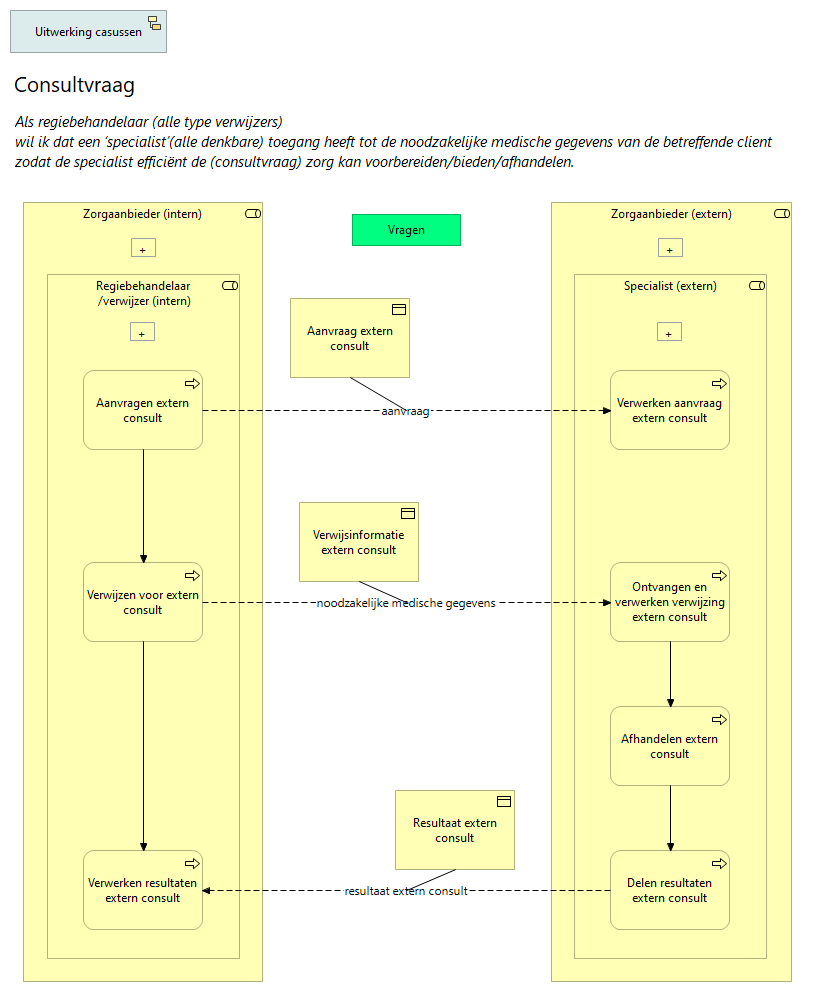 Uitwerking casussen
Consultvraag
Als regiebehandelaar (alle type verwijzers)
wil ik dat een ‘specialist’(alle denkbare) toegang heeft tot de noodzakelijke medische gegevens van de betreffende client
zodat de specialist efficiënt de (consultvraag) zorg kan voorbereiden/bieden/afhandelen.
Zorgaanbieder (intern)
+
Regiebehandelaar
/verwijzer (intern)
+
Vragen
Zorgaanbieder (extern)
+
Specialist (extern)
+
Aanvraag extern
consult
Aanvragen extern
consult
aanvraag
Verwerken aanvraag
extern consult
Verwijsinformatie
extern consult
Verwijzen voor extern
consult
noodzakelijke medische gegevens
Ontvangen en
verwerken verwijzing
extern consult
Afhandelen extern
consult
Resultaat extern
consult
Verwerken resultaten
extern consult
resultaat extern consult
Delen resultaten
extern consult